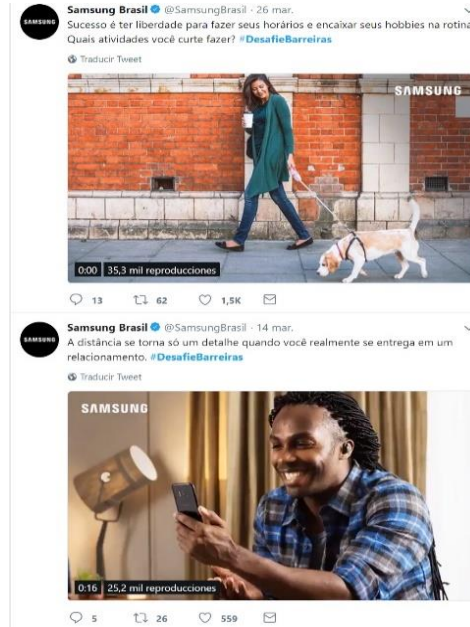 SAMSUNG
Samsung Brasil @SamsungBrasil · 26 mar.
Sucesso é ter liberdade para fazer seus horários e encaixar seus hobbies na rotina
Quais atividades você curte fazer? #DesafieBarreiras
Traducir Tweet
SAMSUNG
0:00 35,3 mil reproducciones
13 62 1,5K
SAMSUNG
Samsung Brasil @SamsungBrasil · 14 mar.
A distância se torna só um detalhe quando você realmente se entrega em um
relacionamento. #DesafieBarreiras
Traducir Tweet
SAMSUNG
0:16 25,2 mil reproducciones
5 26 559